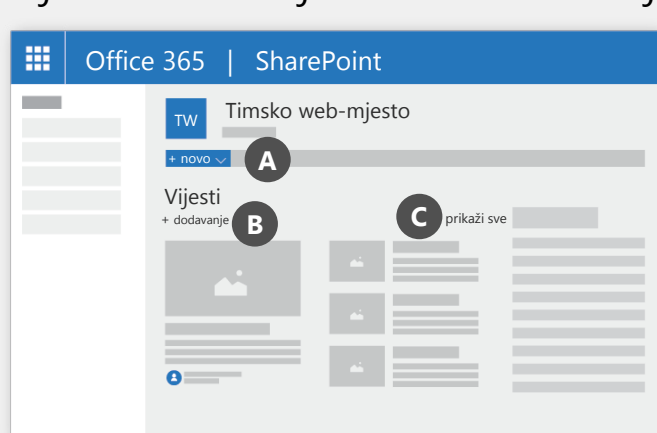 Office 365 | SharePoint
TW
Timsko web-mjesto
+ novo
A
Vijesti
+ dodavanje
B
C
prikaži sve